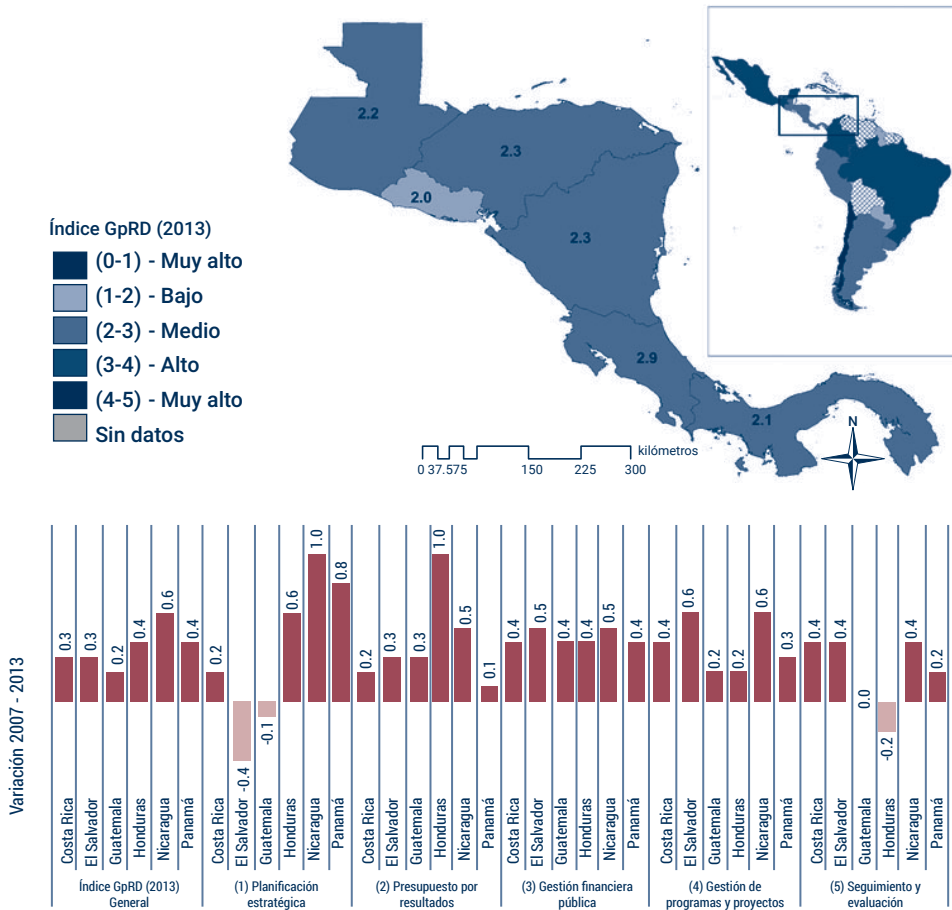 2.2
2.3
2.0
2.3
2.9
2.1
Índice GpRD (2013)
(0-1) - Muy alto
(1-2) - Bajo
(2-3) - Medio
(3-4) - Alto
(4-5) - Muy alto
Sin datos
kilómetros
0 37.575 150 225 300
N
Variación 2007 - 2013
0.3 0.3 0.2 0.4 0.6 0.4 0.2 -0.4 -0.1 0.6 1.0 0.8 0.2 0.3 0.3 1.0 0.5 0.1 0.4 0.5 0.4 0.4 0.5 0.4 0.4 0.6 0.2 0.2 0.6 0.3 0.4 0.4 0.0 -0.2 0.4 0.2
Costa Rica El Salvador Guatemala Honduras Nicaragua Panamá Costa Rica El Salvador Guatemala Honduras Nicaragua Panamá Costa Rica El Salvador Guatemala Honduras Nicaragua Panamá Costa Rica El Salvador Guatemala Honduras Nicaragua Panamá Costa Rica El Salvador Guatemala Honduras Nicaragua Panamá Costa Rica El Salvador Guatemala Honduras Nicaragua Panamá
Índice GpRD (2013)
General
(1) Planificación
estratégica
(2) Presupuesto por
resultados
(3) Gestión financiera
pública
(4) Gestión de
programas y proyectos
(5) Seguimiento y
evaluación